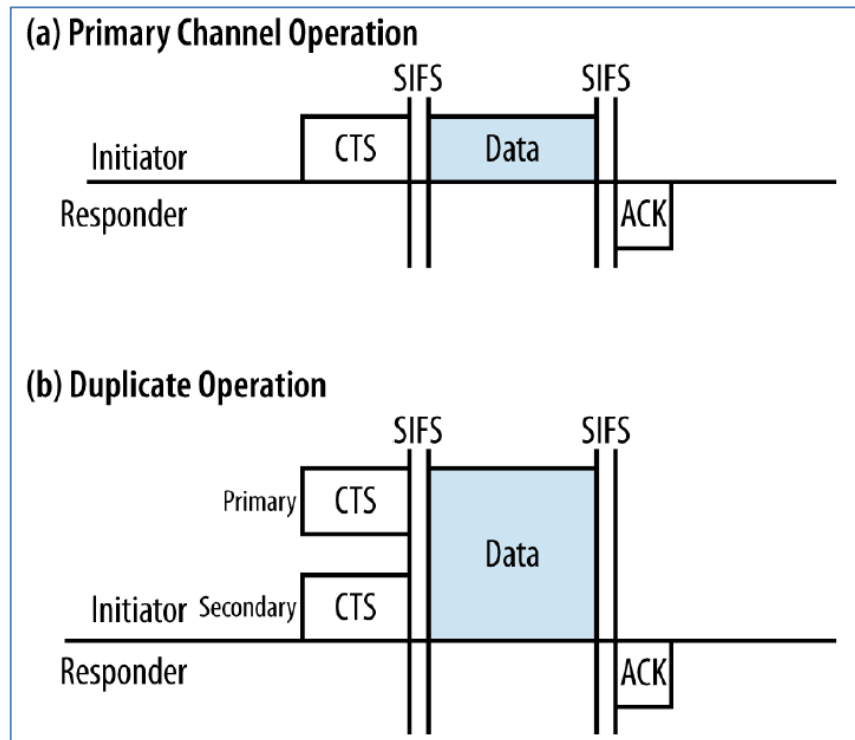 (a) Primary Channel Operation
SIFS SIFS
Initiator CTS Data
Responder ACK
(b) Duplicate Operation
SIFS SIFS
Primary CTS
Data
Initiator Secondary CTS
Responder ACK